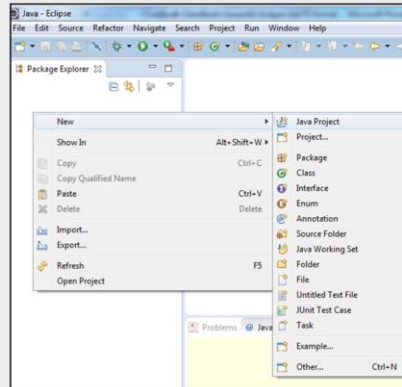 Java - Eclipse
File Edit Source Refactor Navigate Search Project Run Window Help
Package Explorer
New
Show In Alt+Shift+W
Copy Ctrl+C
Copy Qualified Name
Paste Ctrl+V
Delete Delete
Import...
Export...
Refresh F5
Open Project
Java Project
Project...
Package
Class
Interface
Enum
Annotation
Source Folder
Java Working Set
Folder
File
Untitled Text File
JUnit Test Case
Task
Example...
Other... Ctrl+N
Problems @ Java